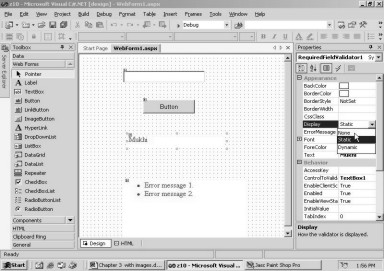 z10 - Microsoft Visual C#.NET [design] - WebForm1.aspx
File Edit View Project Build Debug Format Table Insert Frames Tools Window Help
Debug
Toolbox
Start Page WebForm1.aspx
Properties
RequiredFieldValidator1 Sy
Server Explorer
Data
Web Forms
Pointer
Label
TextBox
Button
LinkButton
ImageButton
HyperLink
DropDownList
ListBox
DataGrid
DataList
Repeater
CheckBox
CheckBoxList
RadioButtonList
RadioButton
Components
HTML
Clipboard Ring
General
Button
Mukhi
Error message 1.
Error message 2.
Design HTML
Appearance
BackColor
BorderColor
BorderStyle NotSet
BorderWidth
CssClass
Display Static
ErrorMessage None
Font Static
ForeColor Dynamic
Text Mukhi
Behavior
AccessKey
ControlToValid TextBox1
EnableClientSc True
Enabled True
EnableViewSta True
InitialValue
TabIndex 0
Display
How the validator is displayed.
Ready
Start
Chapter 3- with images.d...
z10 - Microsoft Visual ...
Jasc Paint Shop Pro
1:56 PM